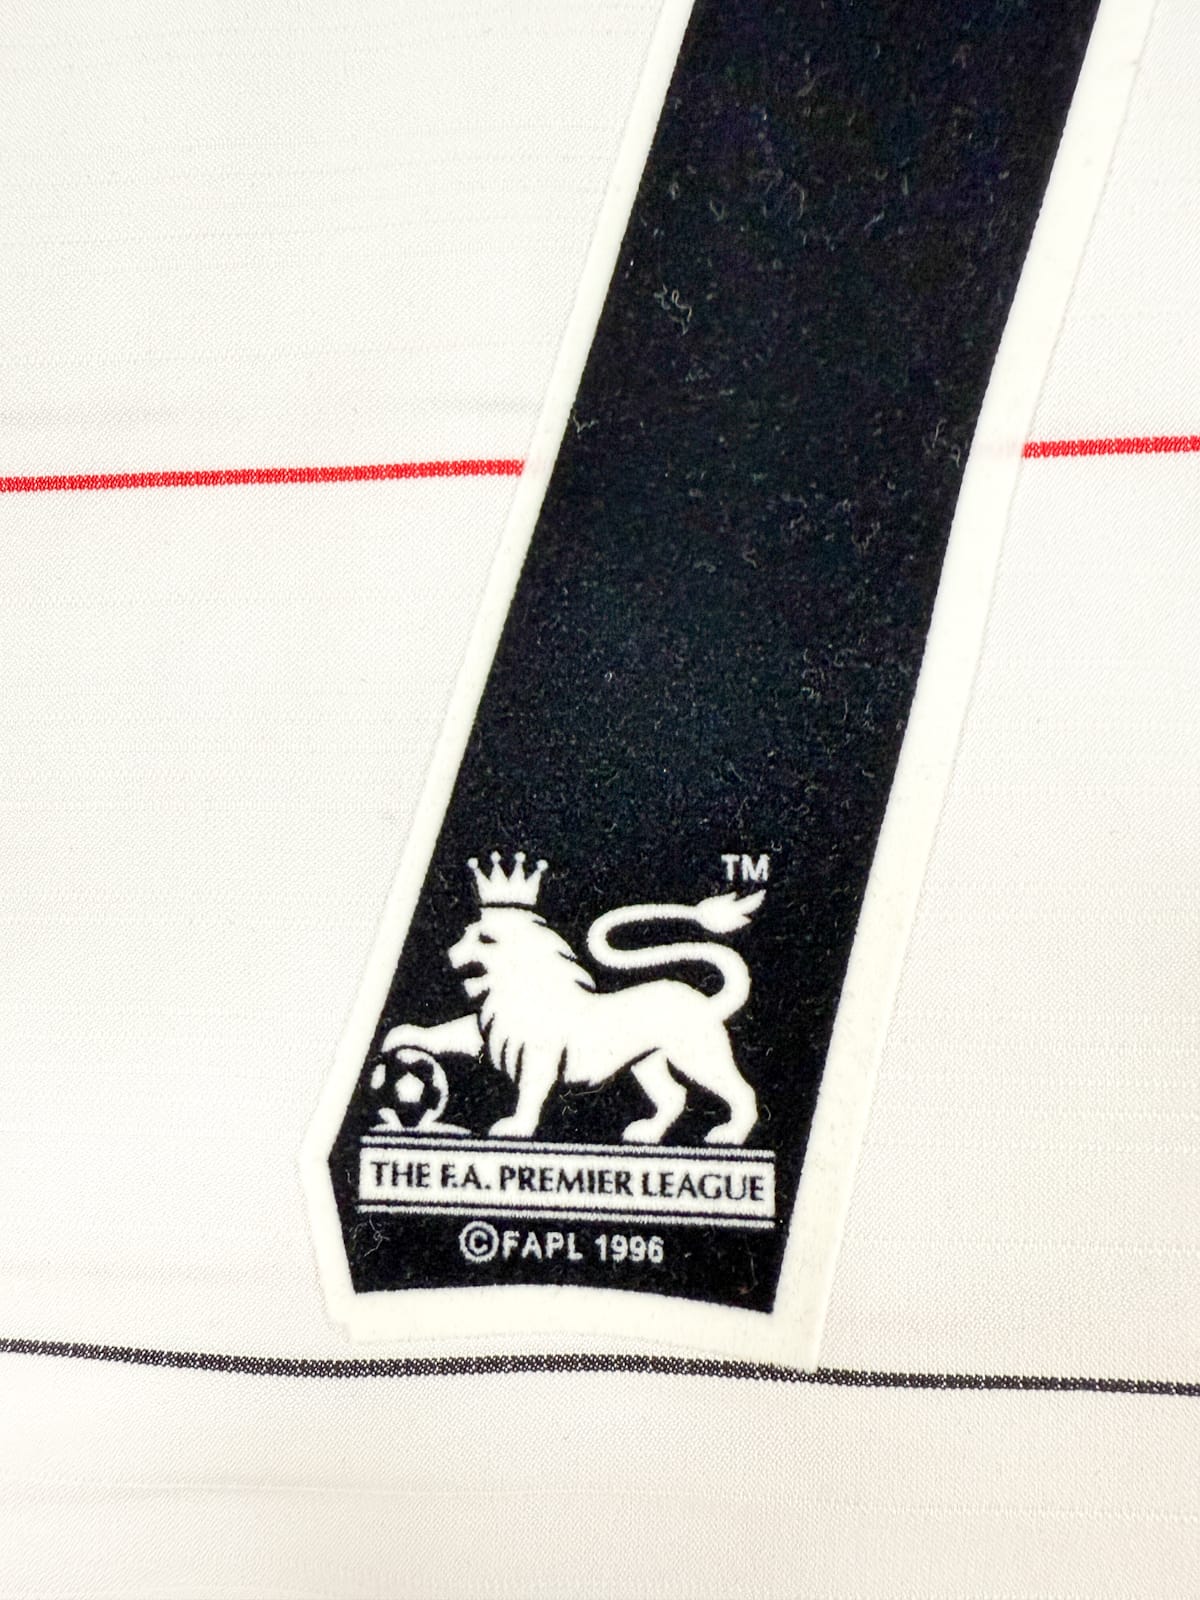 TM
THE F.A. PREMIER LEAGUE
©FAPL 1996